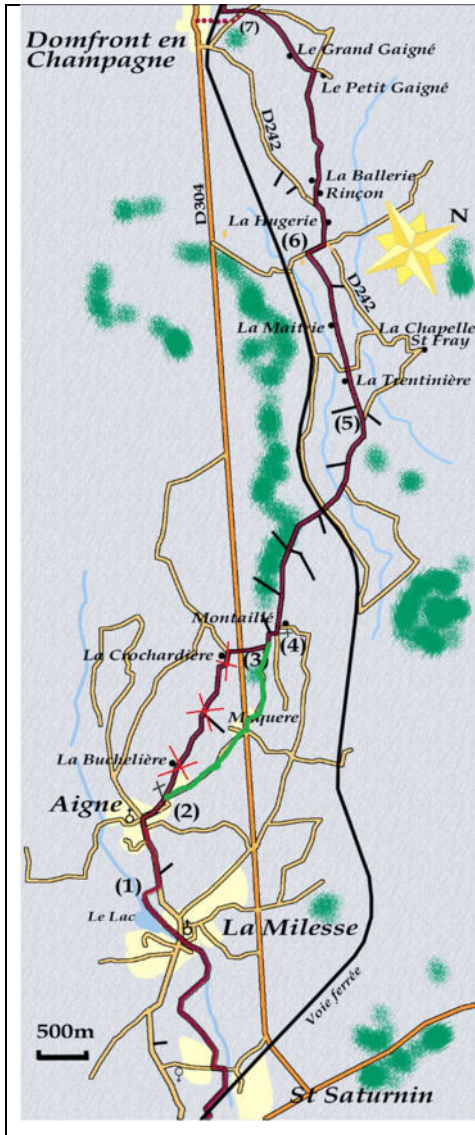 Domfront en
Champagne
(7)
Le Grand Gaigné
Le Petit Gaigné
D242
D304
La Ballerie
Rinçon
La Hugerie
N
(6)
D242
La Maitrie
La Chapelle
St Fray
La Trentinière
(5)
Montaillé
(4)
La Crochardière
(3)
Maquere
La Buchelière
Aigne
(2)
(1)
Le Lac
La Milesse
Voie ferrée
500m
St Saturnin